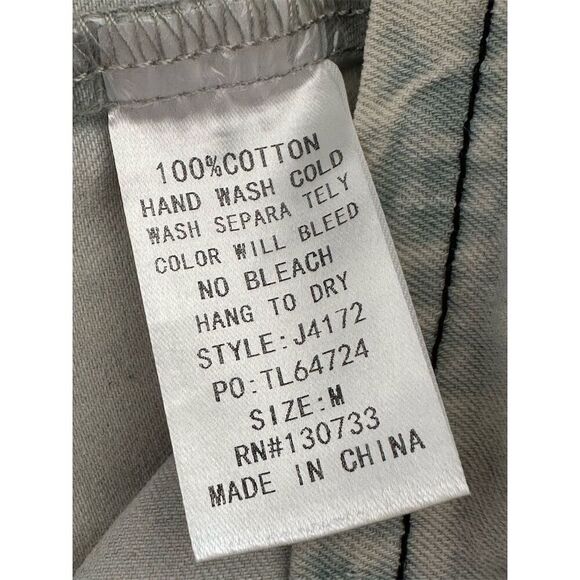 100%COTTON
HAND WASH COLD
WASH SEPARA TELY
COLOR WILL BLEED
NO BLEACH
HANG TO DRY
STYLE:J4172
PO:TL64724
SIZE:M
RN#130733
MADE IN CHINA